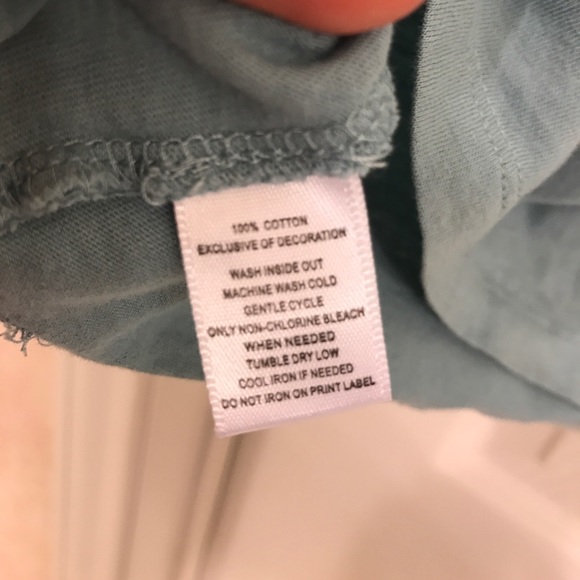 100% COTTON
EXCLUSIVE OF DECORATION
WASH INSIDE OUT
MACHINE WASH COLD
GENTLE CYCLE
ONLY NON-CHLORINE BLEACH
WHEN NEEDED
TUMBLE DRY LOW
COOL IRON IF NEEDED
DO NOT IRON ON PRINT LABEL